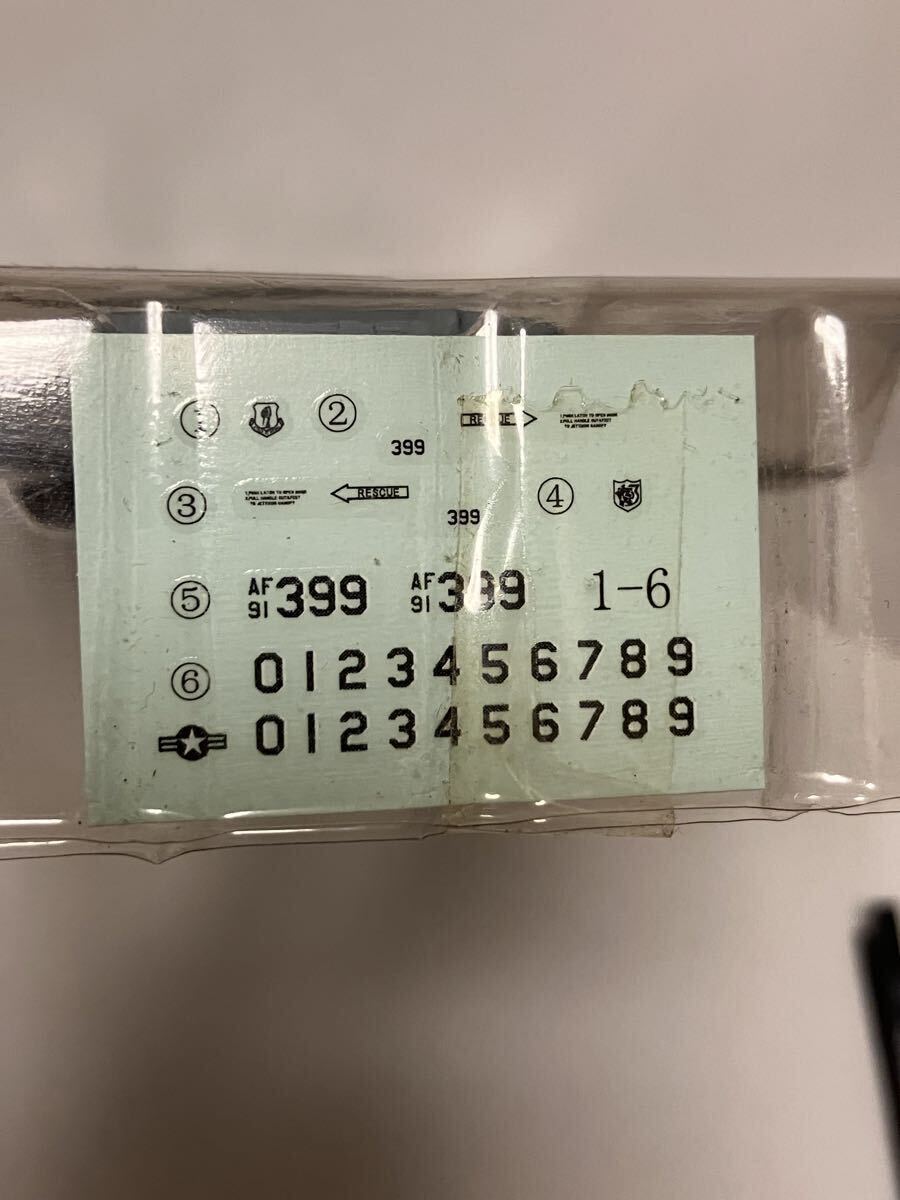 ① ②
RESCUE 1.PUSH LATCH TO OPEN DOOR
2.PULL HANDLE OUT 6 FEET
TO JETTISON CANOPY
399
③ 1.PUSH LATCH TO OPEN DOOR RESCUE
2.PULL HANDLE OUT 6 FEET
TO JETTISON CANOPY
399 ④
⑤ AF 91 399 AF 91 399 1-6
⑥ 0 1 2 3 4 5 6 7 8 9
0 1 2 3 4 5 6 7 8 9